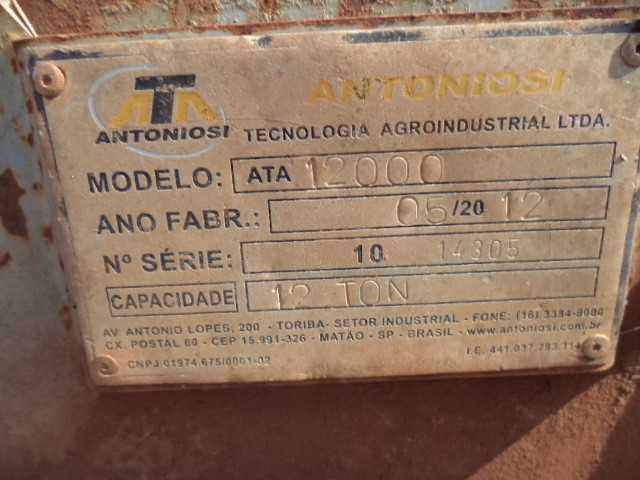 ATA ANTONIOSI
ANTONIOSI TECNOLOGIA AGROINDUSTRIAL LTDA.
MODELO: ATA 12000
ANO FABR.: 05/20 12
Nº SÉRIE: 10 14305
CAPACIDADE 12 TON
AV. ANTONIO LOPES, 200 - TORIBA- SETOR INDUSTRIAL - FONE: (16) 3384-8000
CX. POSTAL 60 - CEP 15.991-326 - MATÃO - SP - BRASIL - www.antoniosi.com.br
CNPJ 01974.675/0001-02 I.E. 441.037.783.114